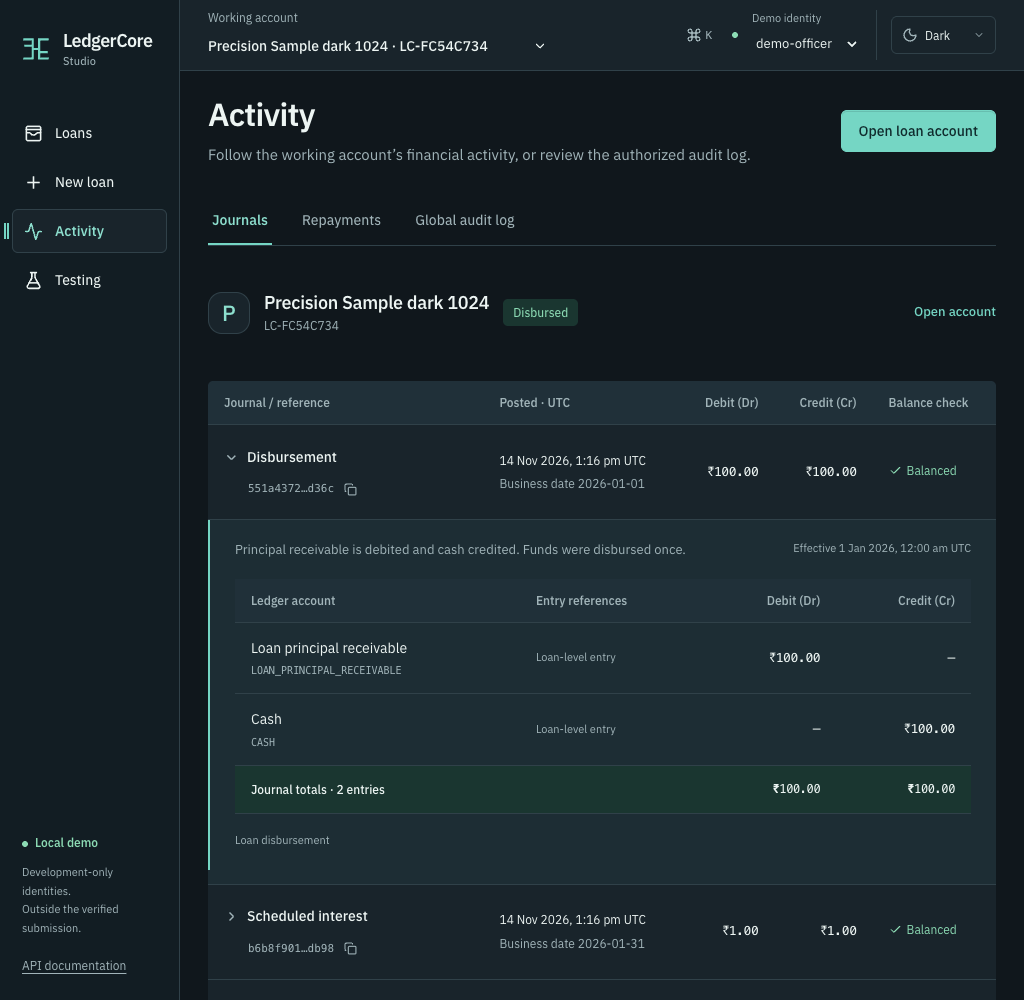 LedgerCore
Studio
Loans
New loan
Activity
Testing
Local demo
Development-only
identities.
Outside the verified
submission.
API documentation
Working account
Precision Sample dark 1024 · LC-FC54C734
⌘ K
Demo identity
demo-officer
Dark
Activity
Follow the working account’s financial activity, or review the authorized audit log.
Open loan account
Journals Repayments Global audit log
P
Precision Sample dark 1024
LC-FC54C734
Disbursed
Open account
Journal / reference Posted · UTC Debit (Dr) Credit (Cr) Balance check
Disbursement
551a4372…d36c
14 Nov 2026, 1:16 pm UTC
Business date 2026-01-01
₹100.00 ₹100.00 Balanced
Principal receivable is debited and cash credited. Funds were disbursed once.
Effective 1 Jan 2026, 12:00 am UTC
Ledger account Entry references Debit (Dr) Credit (Cr)
Loan principal receivable
LOAN_PRINCIPAL_RECEIVABLE
Loan-level entry ₹100.00 —
Cash
CASH
Loan-level entry — ₹100.00
Journal totals · 2 entries ₹100.00 ₹100.00
Loan disbursement
Scheduled interest
b6b8f901…db98
14 Nov 2026, 1:16 pm UTC
Business date 2026-01-31
₹1.00 ₹1.00 Balanced